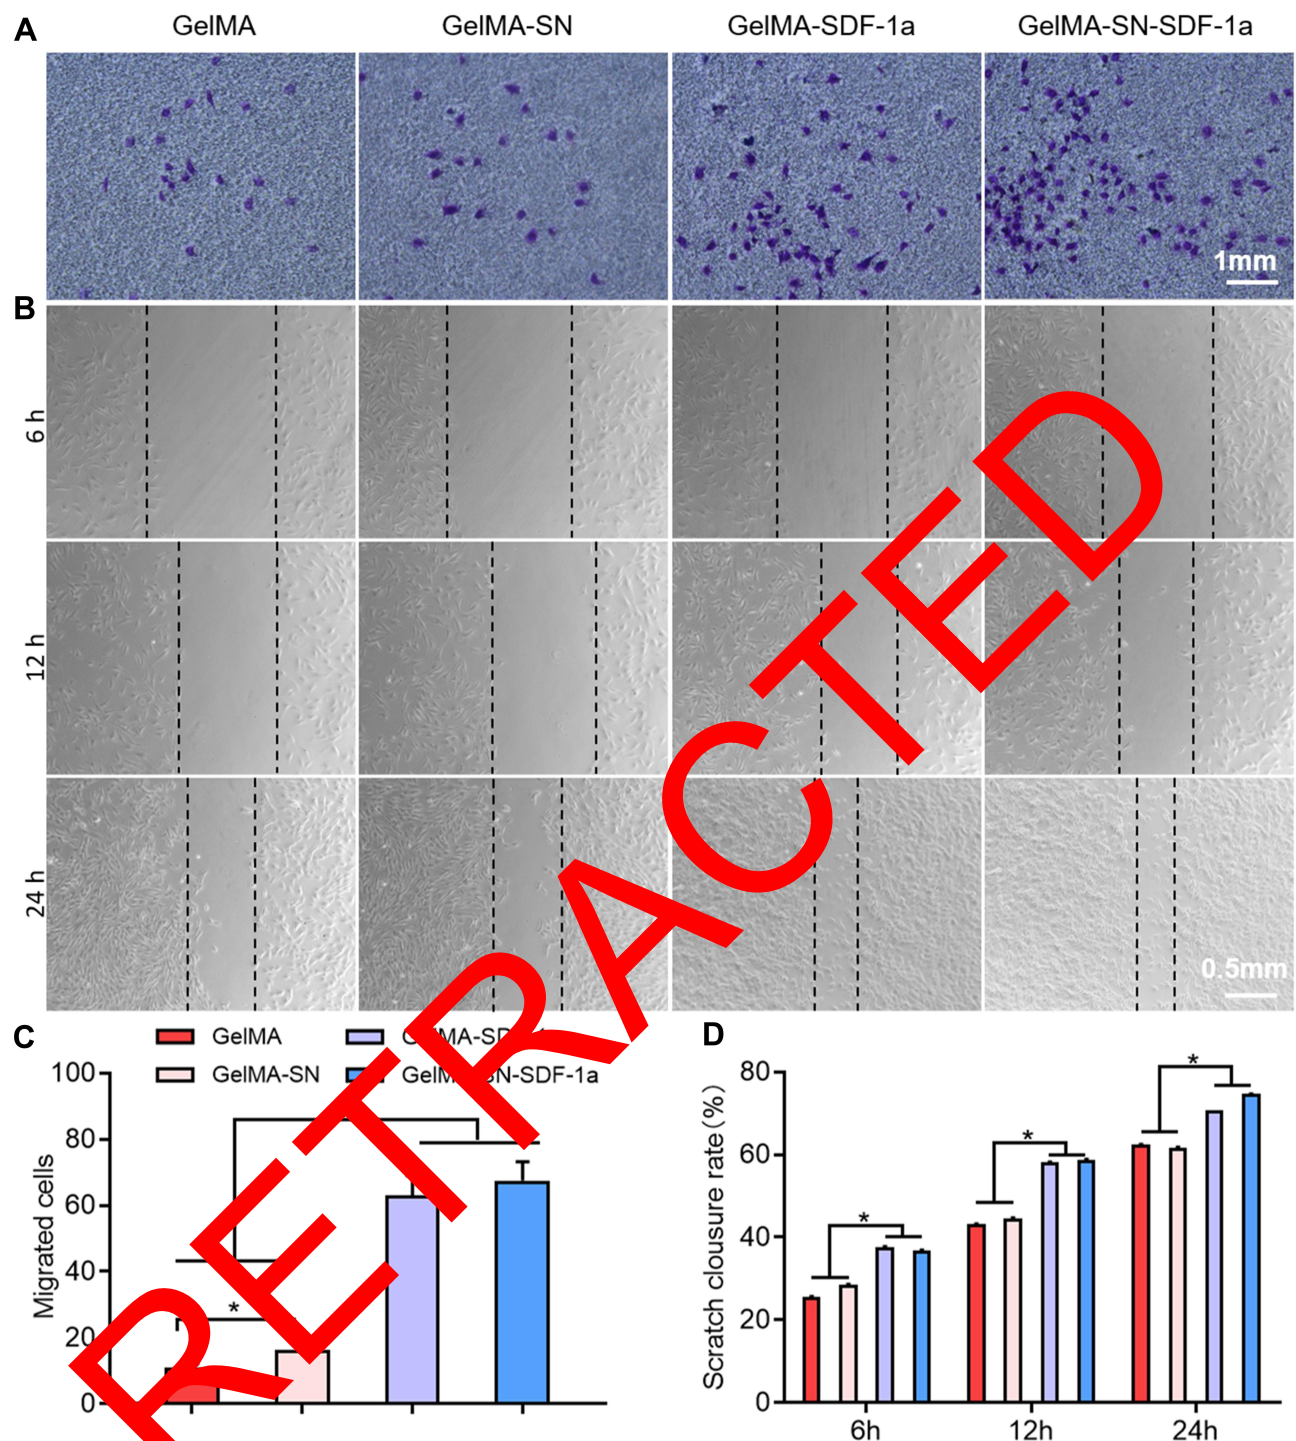 A
GelMA
GelMA-SN
GelMA-SDF-1a
GelMA-SN-SDF-1a
1mm
B
6 h
12 h
24 h
0.5mm
RETRACTED
C
GelMA
GelMA-SN
GelMA-SN-SDF-1a
Migrated cells
100
80
60
40
20
0
*
D
Scratch clousure rate (%)
80
60
40
20
0
*
*
*
6h
12h
24h